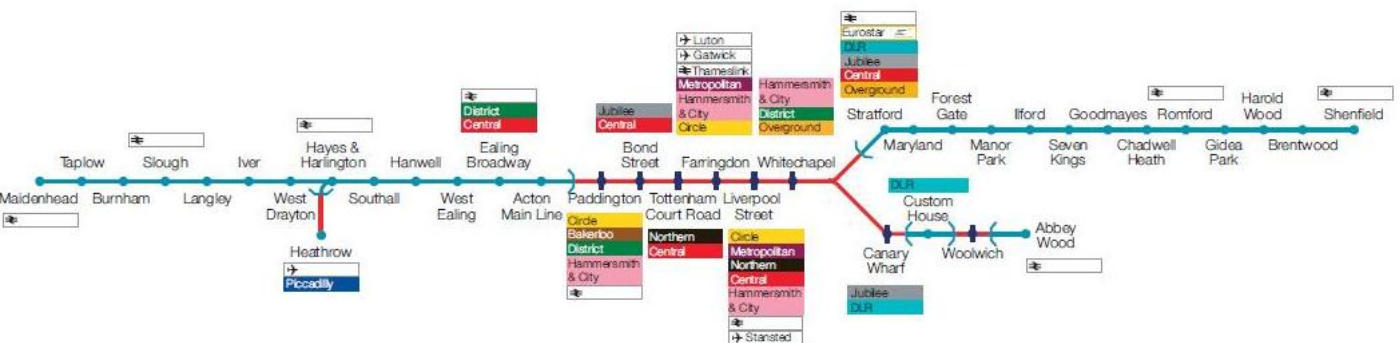 Luton
Gatwick
Thameslink
Metropolitan
Hammersmith
& City
Circle
Hammersmith
& City
District
Overground
Eurostar
DLR
Jubilee
Central
Overground
District
Central
Jubilee
Central
Taplow
Slough
Iver
Hayes &
Harlington
Hanwell
Ealing
Broadway
Bond
Street
Farringdon
Whitechapel
Stratford
Forest
Gate
Ilford
Goodmayes
Romford
Harold
Wood
Shenfield
Maryland
Manor
Park
Seven
Kings
Chadwell
Heath
Gidea
Park
Brentwood
Maidenhead
Burnham
Langley
West
Drayton
Southall
West
Ealing
Acton
Main Line
Paddington
Tottenham
Court Road
Liverpool
Street
Heathrow
Piccadilly
Circle
Bakerloo
District
Hammersmith
& City
Northern
Central
Circle
Metropolitan
Northern
Central
Hammersmith
& City
Stansted
DLR
Custom
House
Canary
Wharf
Woolwich
Abbey
Wood
Jubilee
DLR